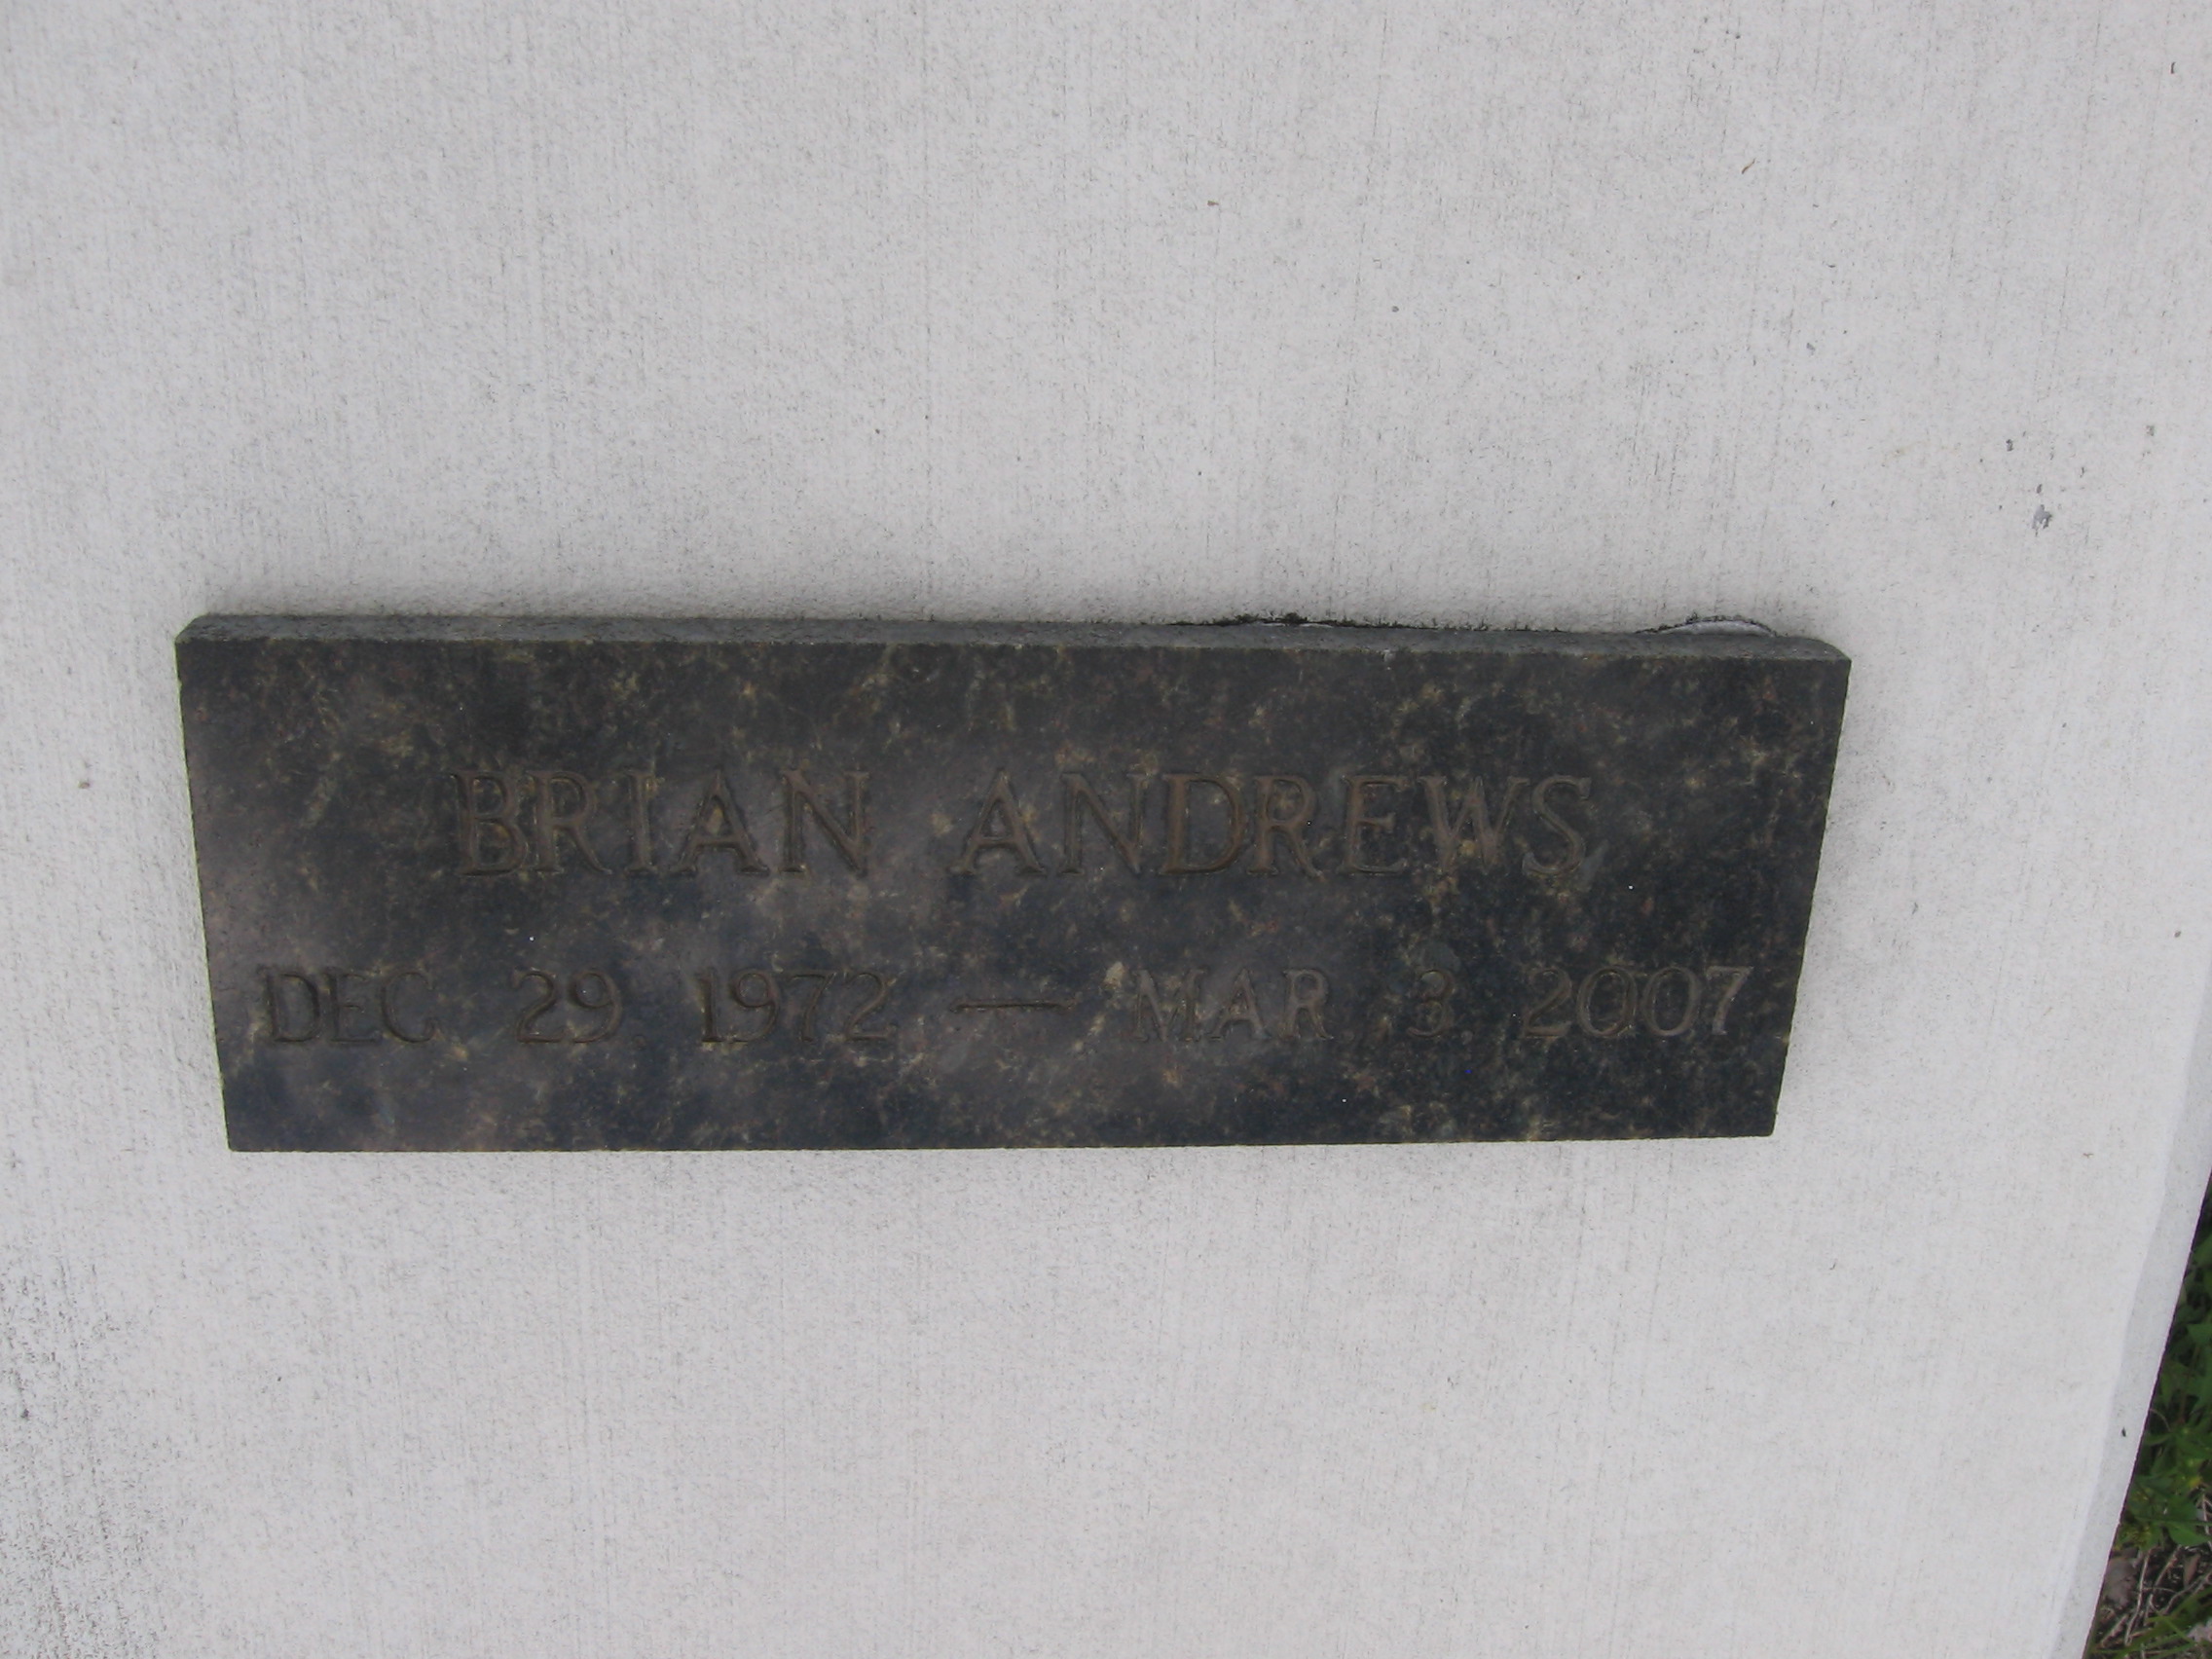 BRIAN ANDREWS
DEC 29, 1972 — MAR 3, 2007